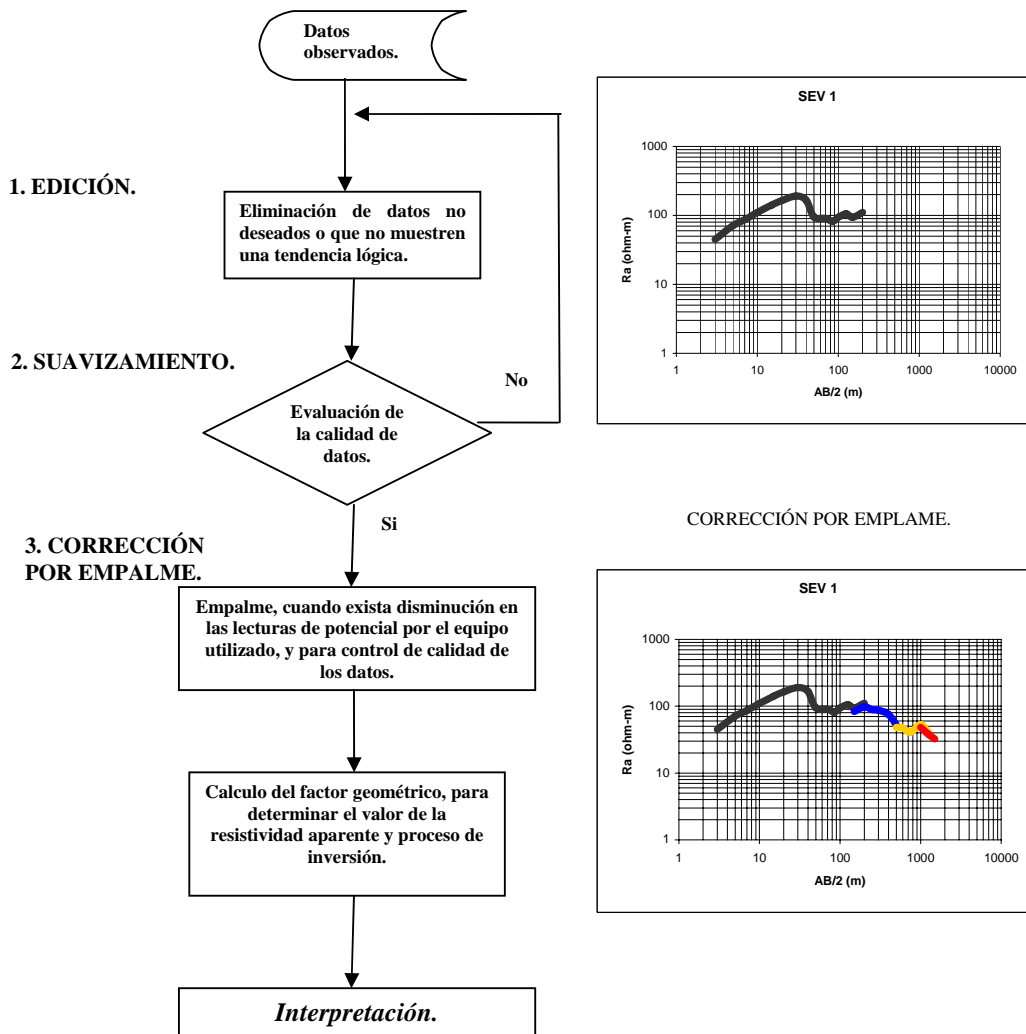 Datos
observados.
1. EDICIÓN.
Eliminación de datos no
deseados o que no muestren
una tendencia lógica.
2. SUAVIZAMIENTO.
No
Evaluación de
la calidad de
datos.
Si
3. CORRECCIÓN
POR EMPALME.
Empalme, cuando exista disminución en
las lecturas de potencial por el equipo
utilizado, y para control de calidad de
los datos.
Calculo del factor geométrico, para
determinar el valor de la
resistividad aparente y proceso de
inversión.
Interpretación.
SEV 1
1000
100
10
1
Ra (ohm-m)
1 10 100 1000 10000
AB/2 (m)
CORRECCIÓN POR EMPLAME.
SEV 1
1000
100
10
1
Ra (ohm-m)
1 10 100 1000 10000
AB/2 (m)